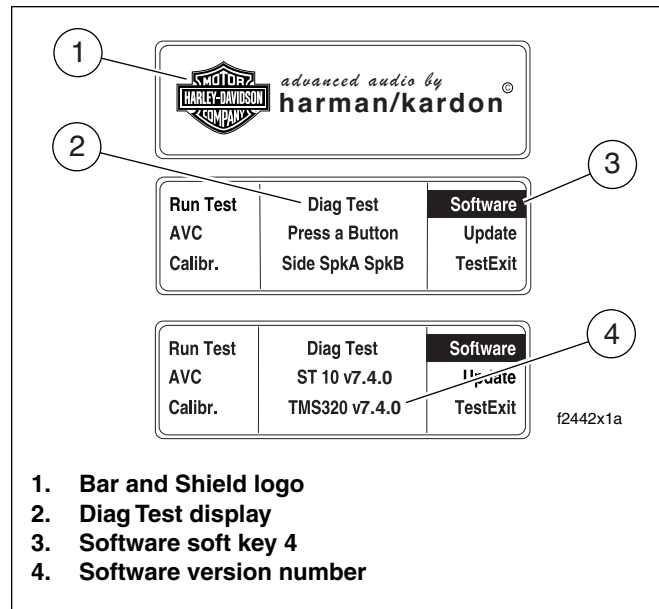 1
MOTOR
HARLEY-DAVIDSON
COMPANY
advanced audio by
harman/kardon©
2
3
Run Test Diag Test Software
AVC Press a Button Update
Calibr. Side SpkA SpkB TestExit
4
Run Test Diag Test Software
AVC ST 10 v7.4.0 Update
Calibr. TMS320 v7.4.0 TestExit
f2442x1a
1. Bar and Shield logo
2. Diag Test display
3. Software soft key 4
4. Software version number